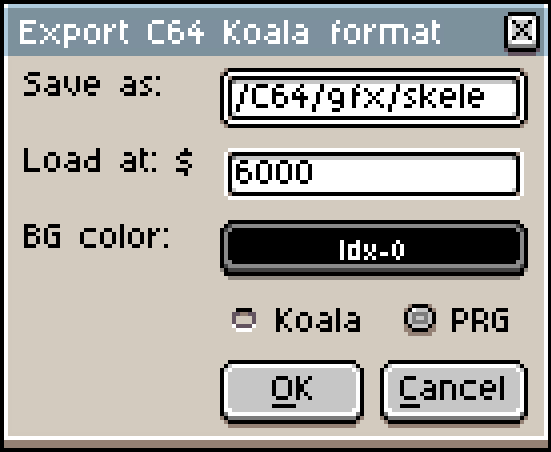 Export C64 Koala format
Save as: /C64/gfx/skele
Load at: $ 6000
BG color: Idx-0
Koala PRG
OK Cancel